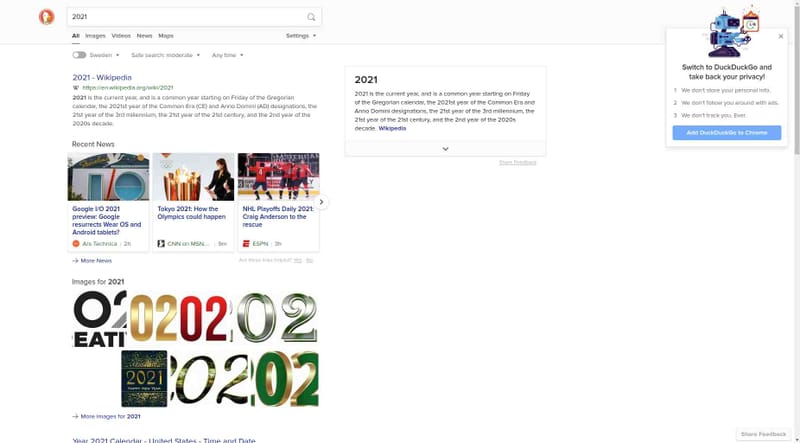 2021
All Images Videos News Maps Settings
Sweden Safe search: moderate Any time
2021 - Wikipedia
https://en.wikipedia.org/wiki/2021
2021 is the current year, and is a common year starting on Friday of the Gregorian
calendar, the 2021st year of the Common Era (CE) and Anno Domini (AD) designations, the
21st year of the 3rd millennium, the 21st year of the 21st century, and the 2nd year of the
2020s decade.
Recent News
Google I/O 2021
preview: Google
resurrects Wear OS and
Android tablets?
Ars Technica | 2h
Tokyo 2021: How the
Olympics could happen
CNN on MSN... | 9m
NHL Playoffs Daily 2021:
Craig Anderson to the
rescue
ESPN | 3h
More News
Are these links helpful? Yes No
Images for 2021
EATI
2021
More Images for 2021
Year 2021 Calendar - United States - Time and Date
2021
2021 is the current year, and is a common year starting on Friday
of the Gregorian calendar, the 2021st year of the Common Era and
Anno Domini designations, the 21st year of the 3rd millennium, the
21st year of the 21st century, and the 2nd year of the 2020s
decade. Wikipedia
Share Feedback
Switch to DuckDuckGo and
take back your privacy!
1 We don't store your personal info.
2 We don't follow you around with ads.
3 We don't track you. Ever.
Add DuckDuckGo to Chrome
Share Feedback